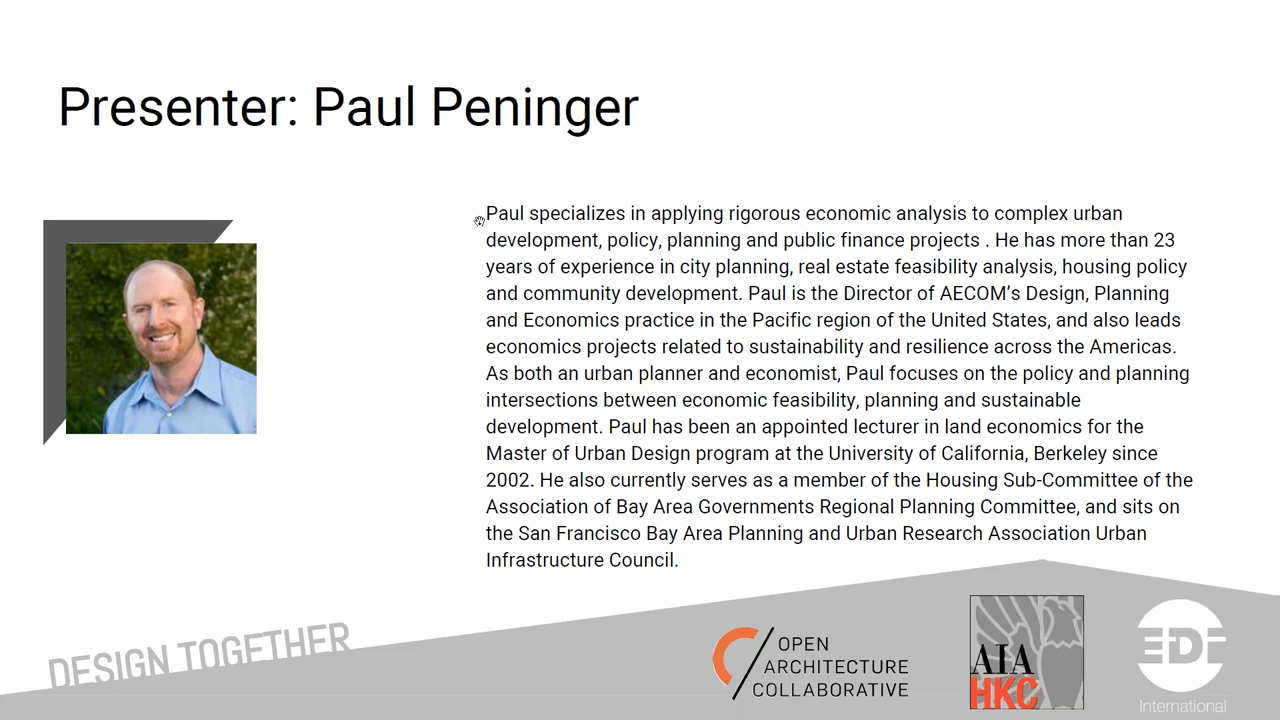 Presenter: Paul Peninger
Paul specializes in applying rigorous economic analysis to complex urban
development, policy, planning and public finance projects . He has more than 23
years of experience in city planning, real estate feasibility analysis, housing policy
and community development. Paul is the Director of AECOM’s Design, Planning
and Economics practice in the Pacific region of the United States, and also leads
economics projects related to sustainability and resilience across the Americas.
As both an urban planner and economist, Paul focuses on the policy and planning
intersections between economic feasibility, planning and sustainable
development. Paul has been an appointed lecturer in land economics for the
Master of Urban Design program at the University of California, Berkeley since
2002. He also currently serves as a member of the Housing Sub-Committee of the
Association of Bay Area Governments Regional Planning Committee, and sits on
the San Francisco Bay Area Planning and Urban Research Association Urban
Infrastructure Council.
DESIGN TOGETHER
OPEN
ARCHITECTURE
COLLABORATIVE
AIA
HKC
EDF
International